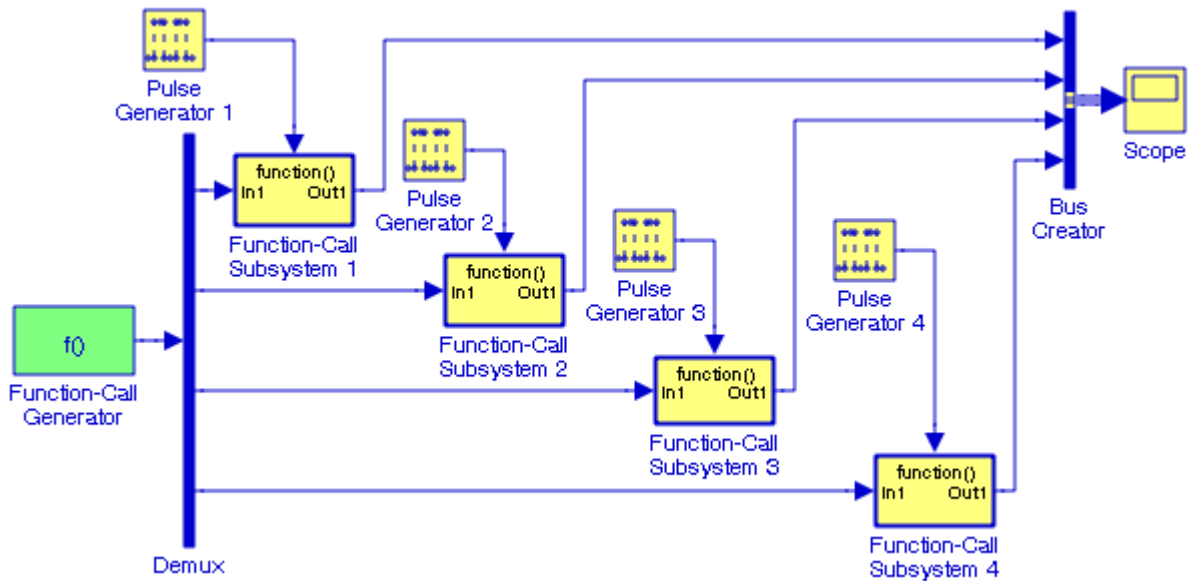 Pulse
Generator 1
function()
In1 Out1
Function-Call
Subsystem 1
Pulse
Generator 2
function()
In1 Out1
Function-Call
Subsystem 2
Pulse
Generator 3
function()
In1 Out1
Function-Call
Subsystem 3
Pulse
Generator 4
function()
In1 Out1
Function-Call
Subsystem 4
f()
Function-Call
Generator
Demux
Bus
Creator
Scope